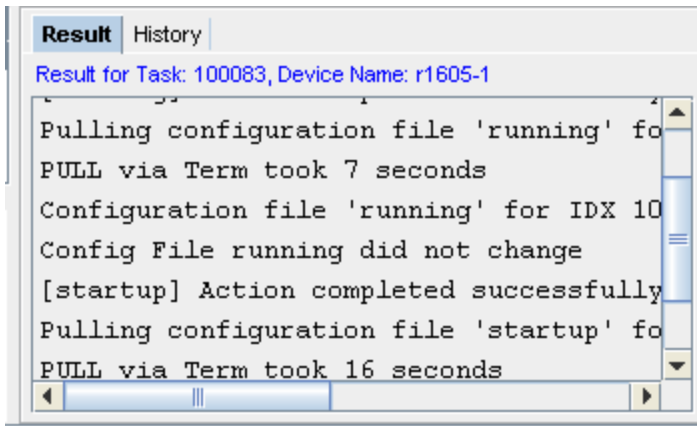 Result History
Result for Task: 100083, Device Name: r1605-1
Pulling configuration file 'running' fo
PULL via Term took 7 seconds
Configuration file 'running' for IDX 10
Config File running did not change
[startup] Action completed successfully
Pulling configuration file 'startup' fo
PULL via Term took 16 seconds